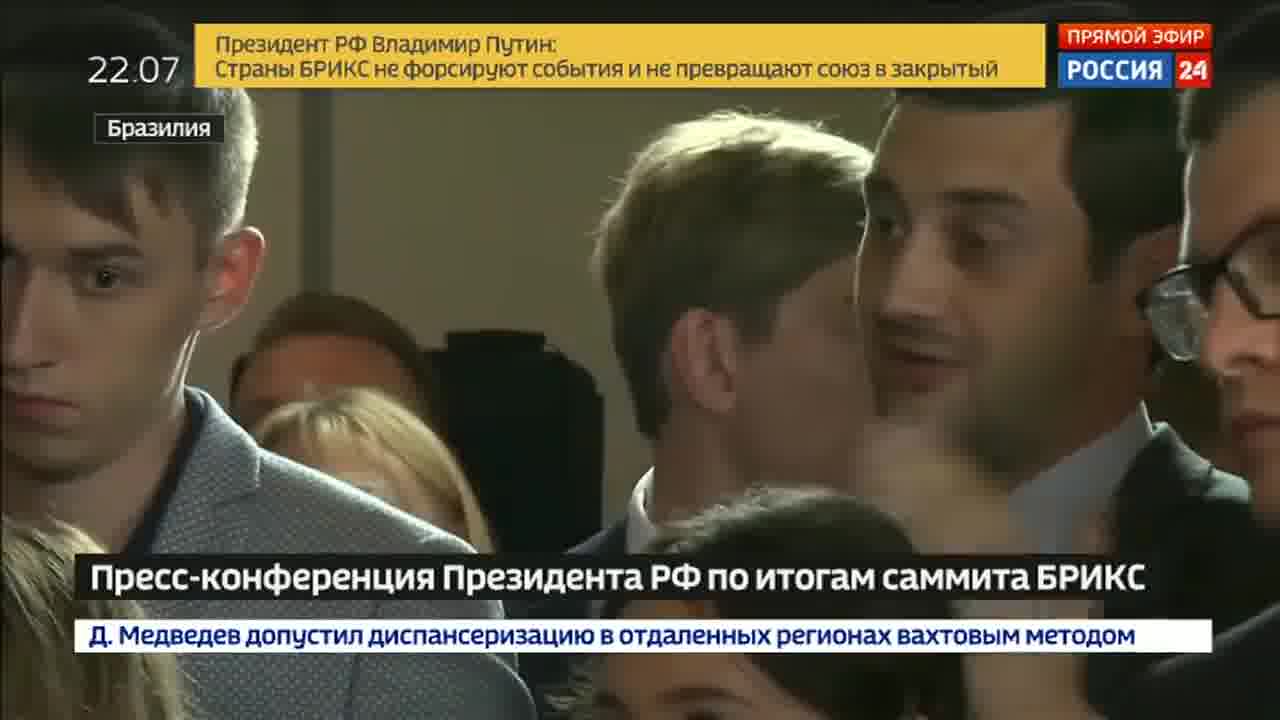 22.07
Президент РФ Владимир Путин:
Страны БРИКС не форсируют события и не превращают союз в закрытый
ПРЯМОЙ ЭФИР
РОССИЯ 24
Бразилия
Пресс-конференция Президента РФ по итогам саммита БРИКС
Д. Медведев допустил диспансеризацию в отдаленных регионах вахтовым методом